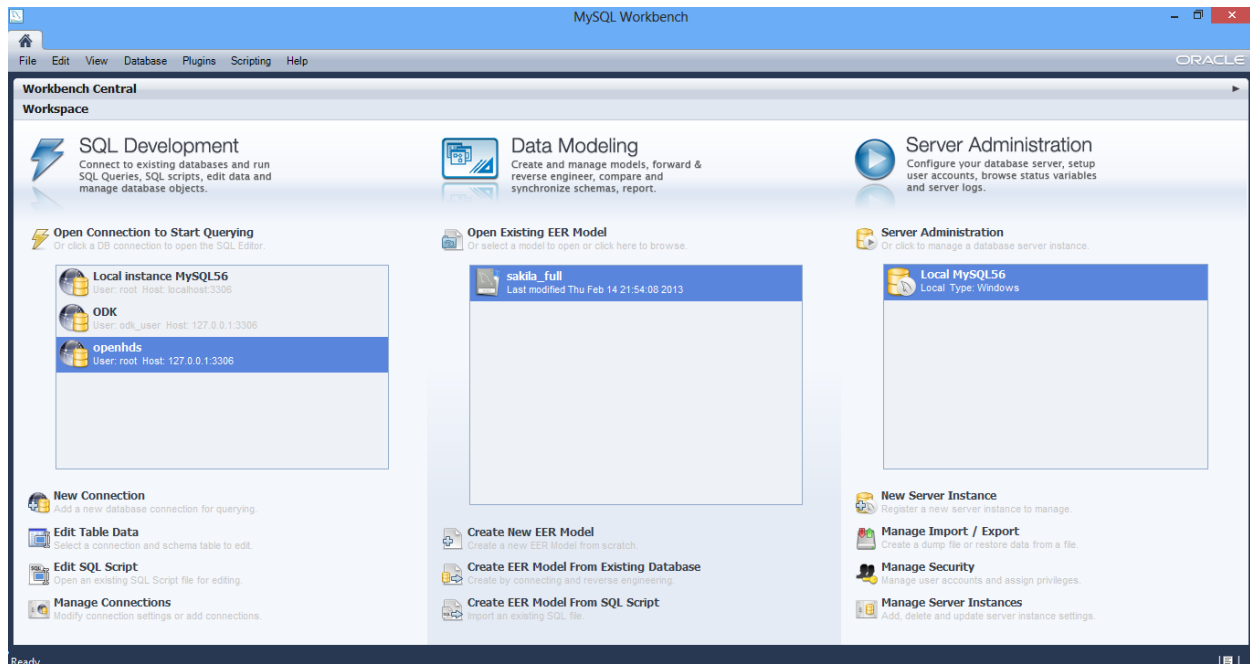 MySQL Workbench
File Edit View Database Plugins Scripting Help
ORACLE
Workbench Central
Workspace
SQL Development
Connect to existing databases and run
SQL Queries, SQL scripts, edit data and
manage database objects.
Open Connection to Start Querying
Or click a DB connection to open the SQL Editor.
Local instance MySQL56
User: root Host: localhost:3306
ODK
User: odk_user Host: 127.0.0.1:3306
openhds
User: root Host: 127.0.0.1:3306
New Connection
Add a new database connection for querying.
Edit Table Data
Select a connection and schema table to edit.
Edit SQL Script
Open an existing SQL Script file for editing.
Manage Connections
Modify connection settings or add connections.
Data Modeling
Create and manage models, forward &
reverse engineer, compare and
synchronize schemas, report.
Open Existing EER Model
Or select a model to open or click here to browse.
sakila_full
Last modified Thu Feb 14 21:54:08 2013
Create New EER Model
Create a new EER Model from scratch.
Create EER Model From Existing Database
Create by connecting and reverse engineering.
Create EER Model From SQL Script
Import an existing SQL file.
Server Administration
Configure your database server, setup
user accounts, browse status variables
and server logs.
Server Administration
Or click to manage a database server instance.
Local MySQL56
Local Type: Windows
New Server Instance
Register a new server instance to manage.
Manage Import / Export
Create a dump file or restore data from a file.
Manage Security
Manage user accounts and assign privileges.
Manage Server Instances
Add, delete and update server instance settings.
Ready